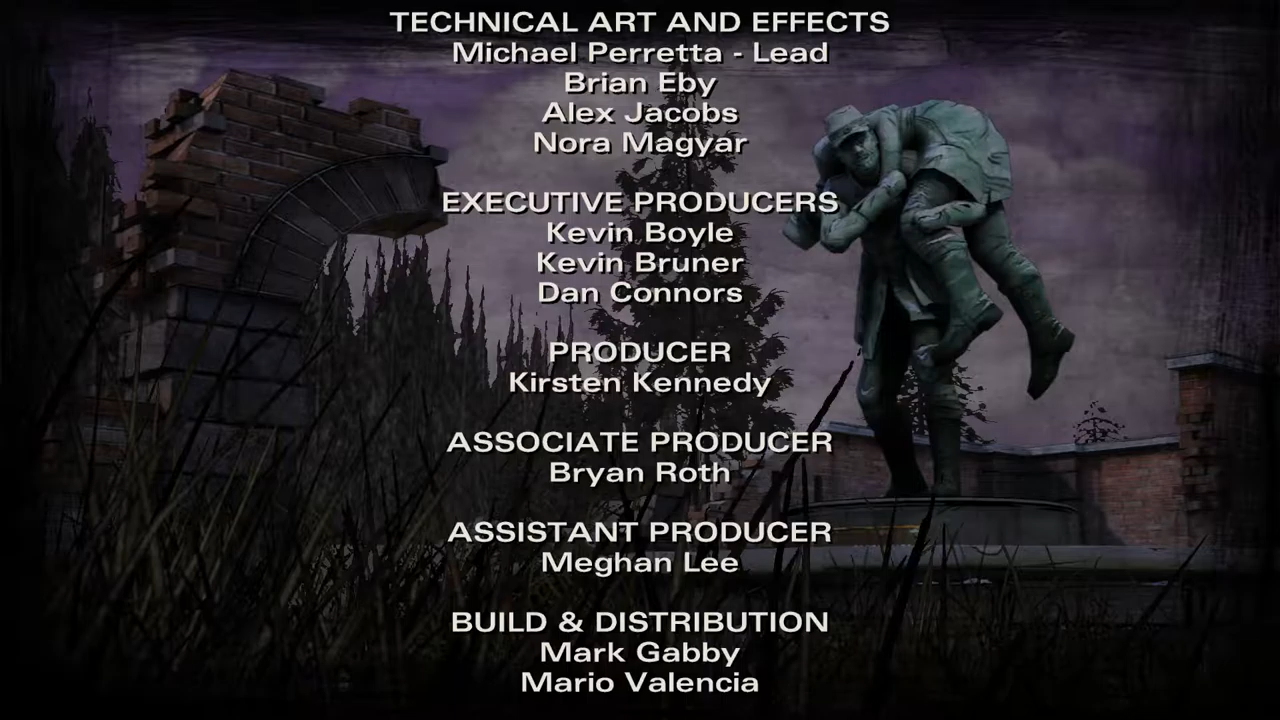 TECHNICAL ART AND EFFECTS
Michael Perretta - Lead
Brian Eby
Alex Jacobs
Nora Magyar
EXECUTIVE PRODUCERS
Kevin Boyle
Kevin Bruner
Dan Connors
PRODUCER
Kirsten Kennedy
ASSOCIATE PRODUCER
Bryan Roth
ASSISTANT PRODUCER
Meghan Lee
BUILD & DISTRIBUTION
Mark Gabby
Mario Valencia